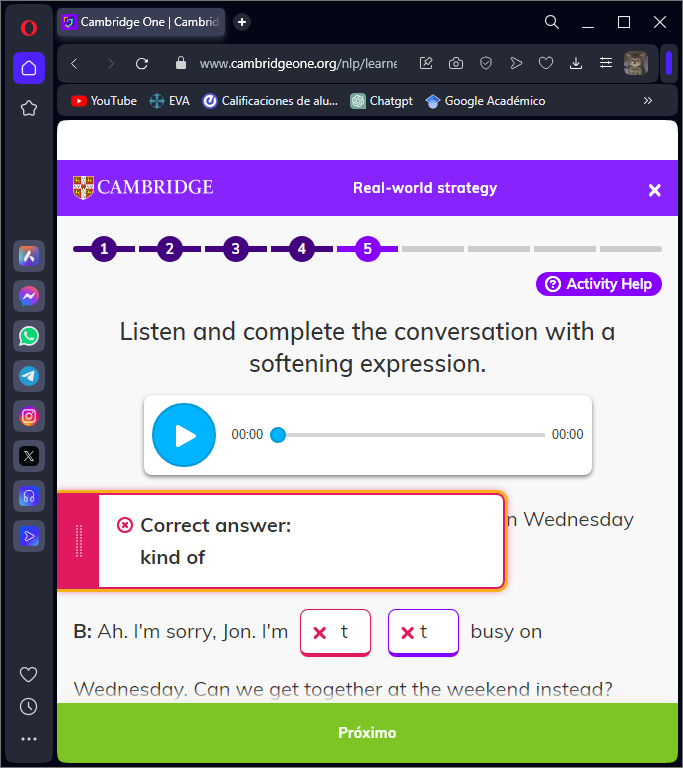 Cambridge One | Cambrid
www.cambridgeone.org/nlp/learne
YouTube
EVA
Calificaciones de alu...
Chatgpt
Google Académico
CAMBRIDGE
Real-world strategy
1 2 3 4 5
Activity Help
Listen and complete the conversation with a
softening expression.
00:00 00:00
Correct answer:
kind of
n Wednesday
B: Ah. I'm sorry, Jon. I'm t t busy on
Wednesday. Can we get together at the weekend instead?
Próximo